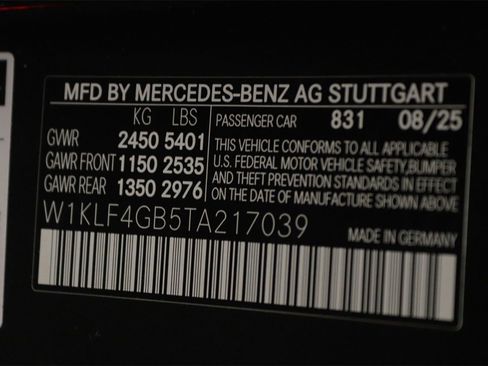 MFD BY MERCEDES-BENZ AG STUTTGART
KG LBS
GVWR 2450 5401
GAWR FRONT 1150 2535
GAWR REAR 1350 2976
PASSENGER CAR 831 08/25
THIS VEHICLE CONFORMS TO ALL APPLICABLE
U.S. FEDERAL MOTOR VEHICLE SAFETY,BUMPER
AND THEFT PREVENTION STANDARDS IN EFFECT
ON THE DATE OF MANUFACTURE SHOWN ABOVE.
W1KLF4GB5TA217039
MADE IN GERMANY